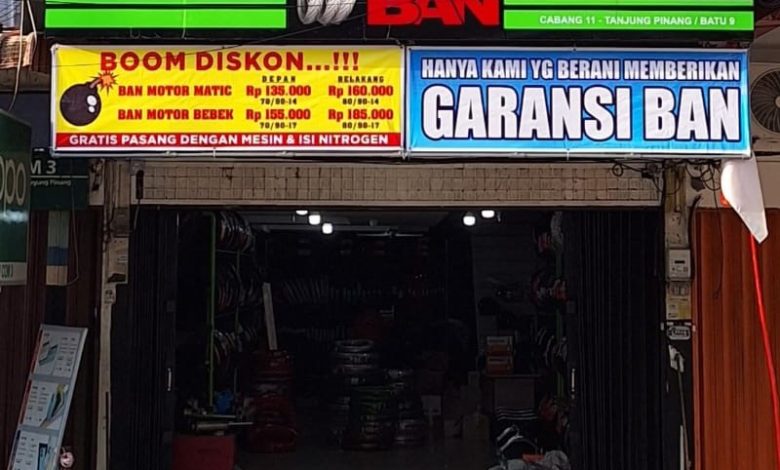 BAN
CABANG 11 - TANJUNG PINANG / BATU 9
BOOM DISKON...!!!
DEPAN BELAKANG
BAN MOTOR MATIC Rp 135.000 Rp 160.000
70/90-14 80/90-14
BAN MOTOR BEBEK Rp 155.000 Rp 185.000
70/90-17 80/90-17
GRATIS PASANG DENGAN MESIN & ISI NITROGEN
HANYA KAMI YG BERANI MEMBERIKAN
GARANSI BAN
M 3